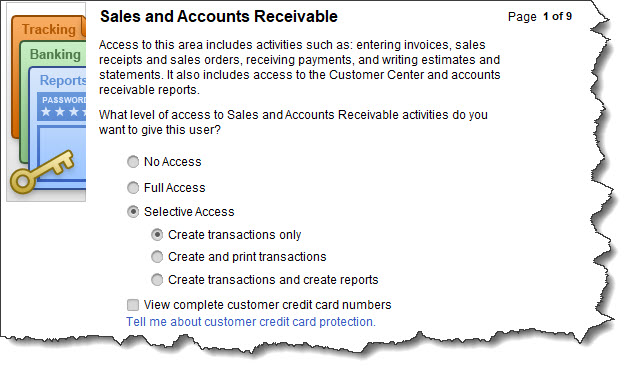 Sales and Accounts Receivable
Page 1 of 9
Tracking
Banking
Reports
PASSWORD
Access to this area includes activities such as: entering invoices, sales
receipts and sales orders, receiving payments, and writing estimates and
statements. It also includes access to the Customer Center and accounts
receivable reports.
What level of access to Sales and Accounts Receivable activities do you
want to give this user?
No Access
Full Access
Selective Access
Create transactions only
Create and print transactions
Create transactions and create reports
View complete customer credit card numbers
Tell me about customer credit card protection.